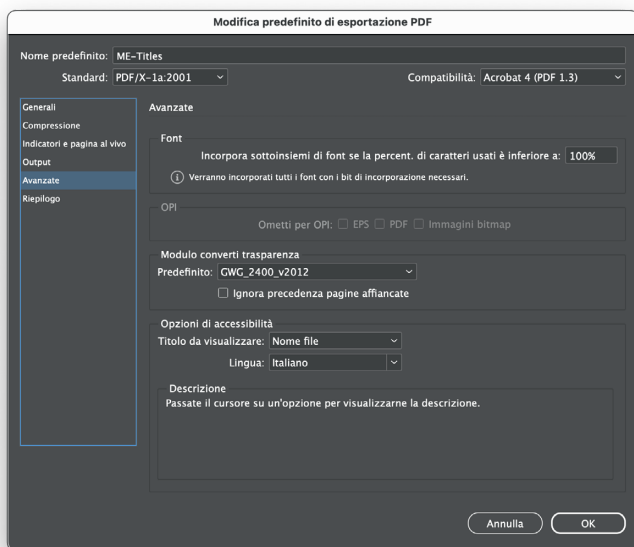 Modifica predefinito di esportazione PDF
Nome predefinito: ME-Titles
Standard: PDF/X-1a:2001 Compatibilità: Acrobat 4 (PDF 1.3)
Generali
Compressione
Indicatori e pagina al vivo
Output
Avanzate
Riepilogo
Avanzate
Font
Incorpora sottoinsiemi di font se la percent. di caratteri usati è inferiore a: 100%
Verranno incorporati tutti i font con i bit di incorporazione necessari.
OPI
Ometti per OPI: EPS PDF Immagini bitmap
Modulo converti trasparenza
Predefinito: GWG_2400_v2012
Ignora precedenza pagine affiancate
Opzioni di accessibilità
Titolo da visualizzare: Nome file
Lingua: Italiano
Descrizione
Passate il cursore su un'opzione per visualizzarne la descrizione.
Annulla OK